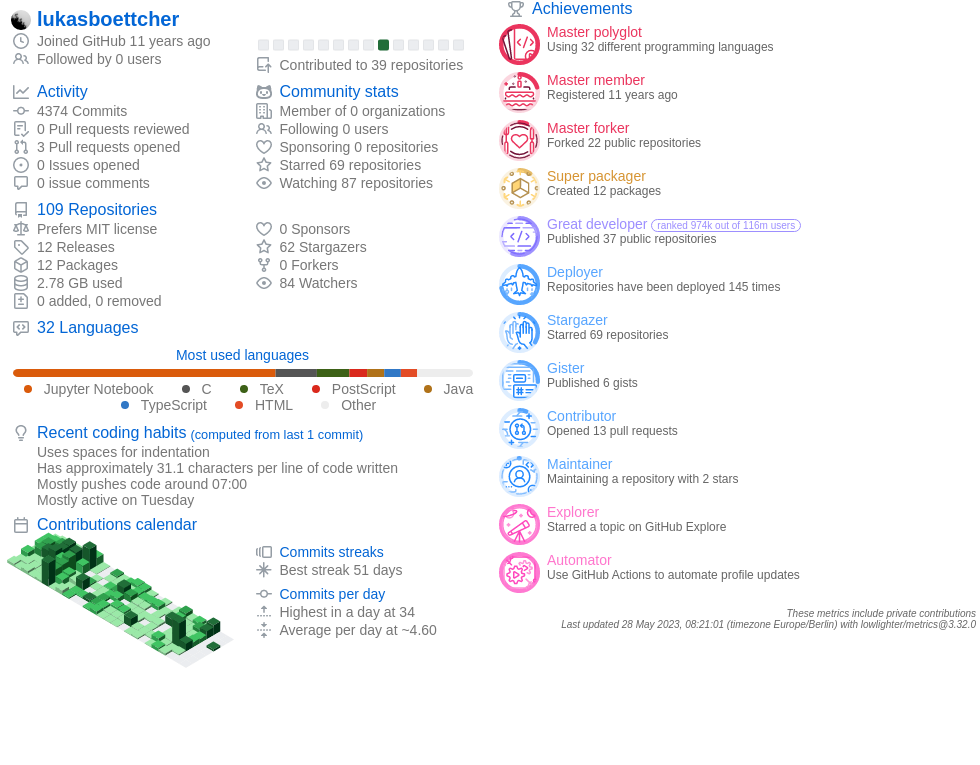 lukasboettcher
Joined GitHub 11 years ago
Followed by 0 users
Contributed to 39 repositories
Activity
4374 Commits
0 Pull requests reviewed
3 Pull requests opened
0 Issues opened
0 issue comments
Community stats
Member of 0 organizations
Following 0 users
Sponsoring 0 repositories
Starred 69 repositories
Watching 87 repositories
109 Repositories
Prefers MIT license
12 Releases
12 Packages
2.78 GB used
0 added, 0 removed
0 Sponsors
62 Stargazers
0 Forkers
84 Watchers
32 Languages
Most used languages
Jupyter Notebook C TeX PostScript Java
TypeScript HTML Other
Recent coding habits (computed from last 1 commit)
Uses spaces for indentation
Has approximately 31.1 characters per line of code written
Mostly pushes code around 07:00
Mostly active on Tuesday
Contributions calendar
Commits streaks
Best streak 51 days
Commits per day
Highest in a day at 34
Average per day at ~4.60
Achievements
Master polyglot
Using 32 different programming languages
Master member
Registered 11 years ago
Master forker
Forked 22 public repositories
Super packager
Created 12 packages
Great developer ranked 974k out of 116m users
Published 37 public repositories
Deployer
Repositories have been deployed 145 times
Stargazer
Starred 69 repositories
Gister
Published 6 gists
Contributor
Opened 13 pull requests
Maintainer
Maintaining a repository with 2 stars
Explorer
Starred a topic on GitHub Explore
Automator
Use GitHub Actions to automate profile updates
These metrics include private contributions
Last updated 28 May 2023, 08:21:01 (timezone Europe/Berlin) with lowlighter/metrics@3.32.0